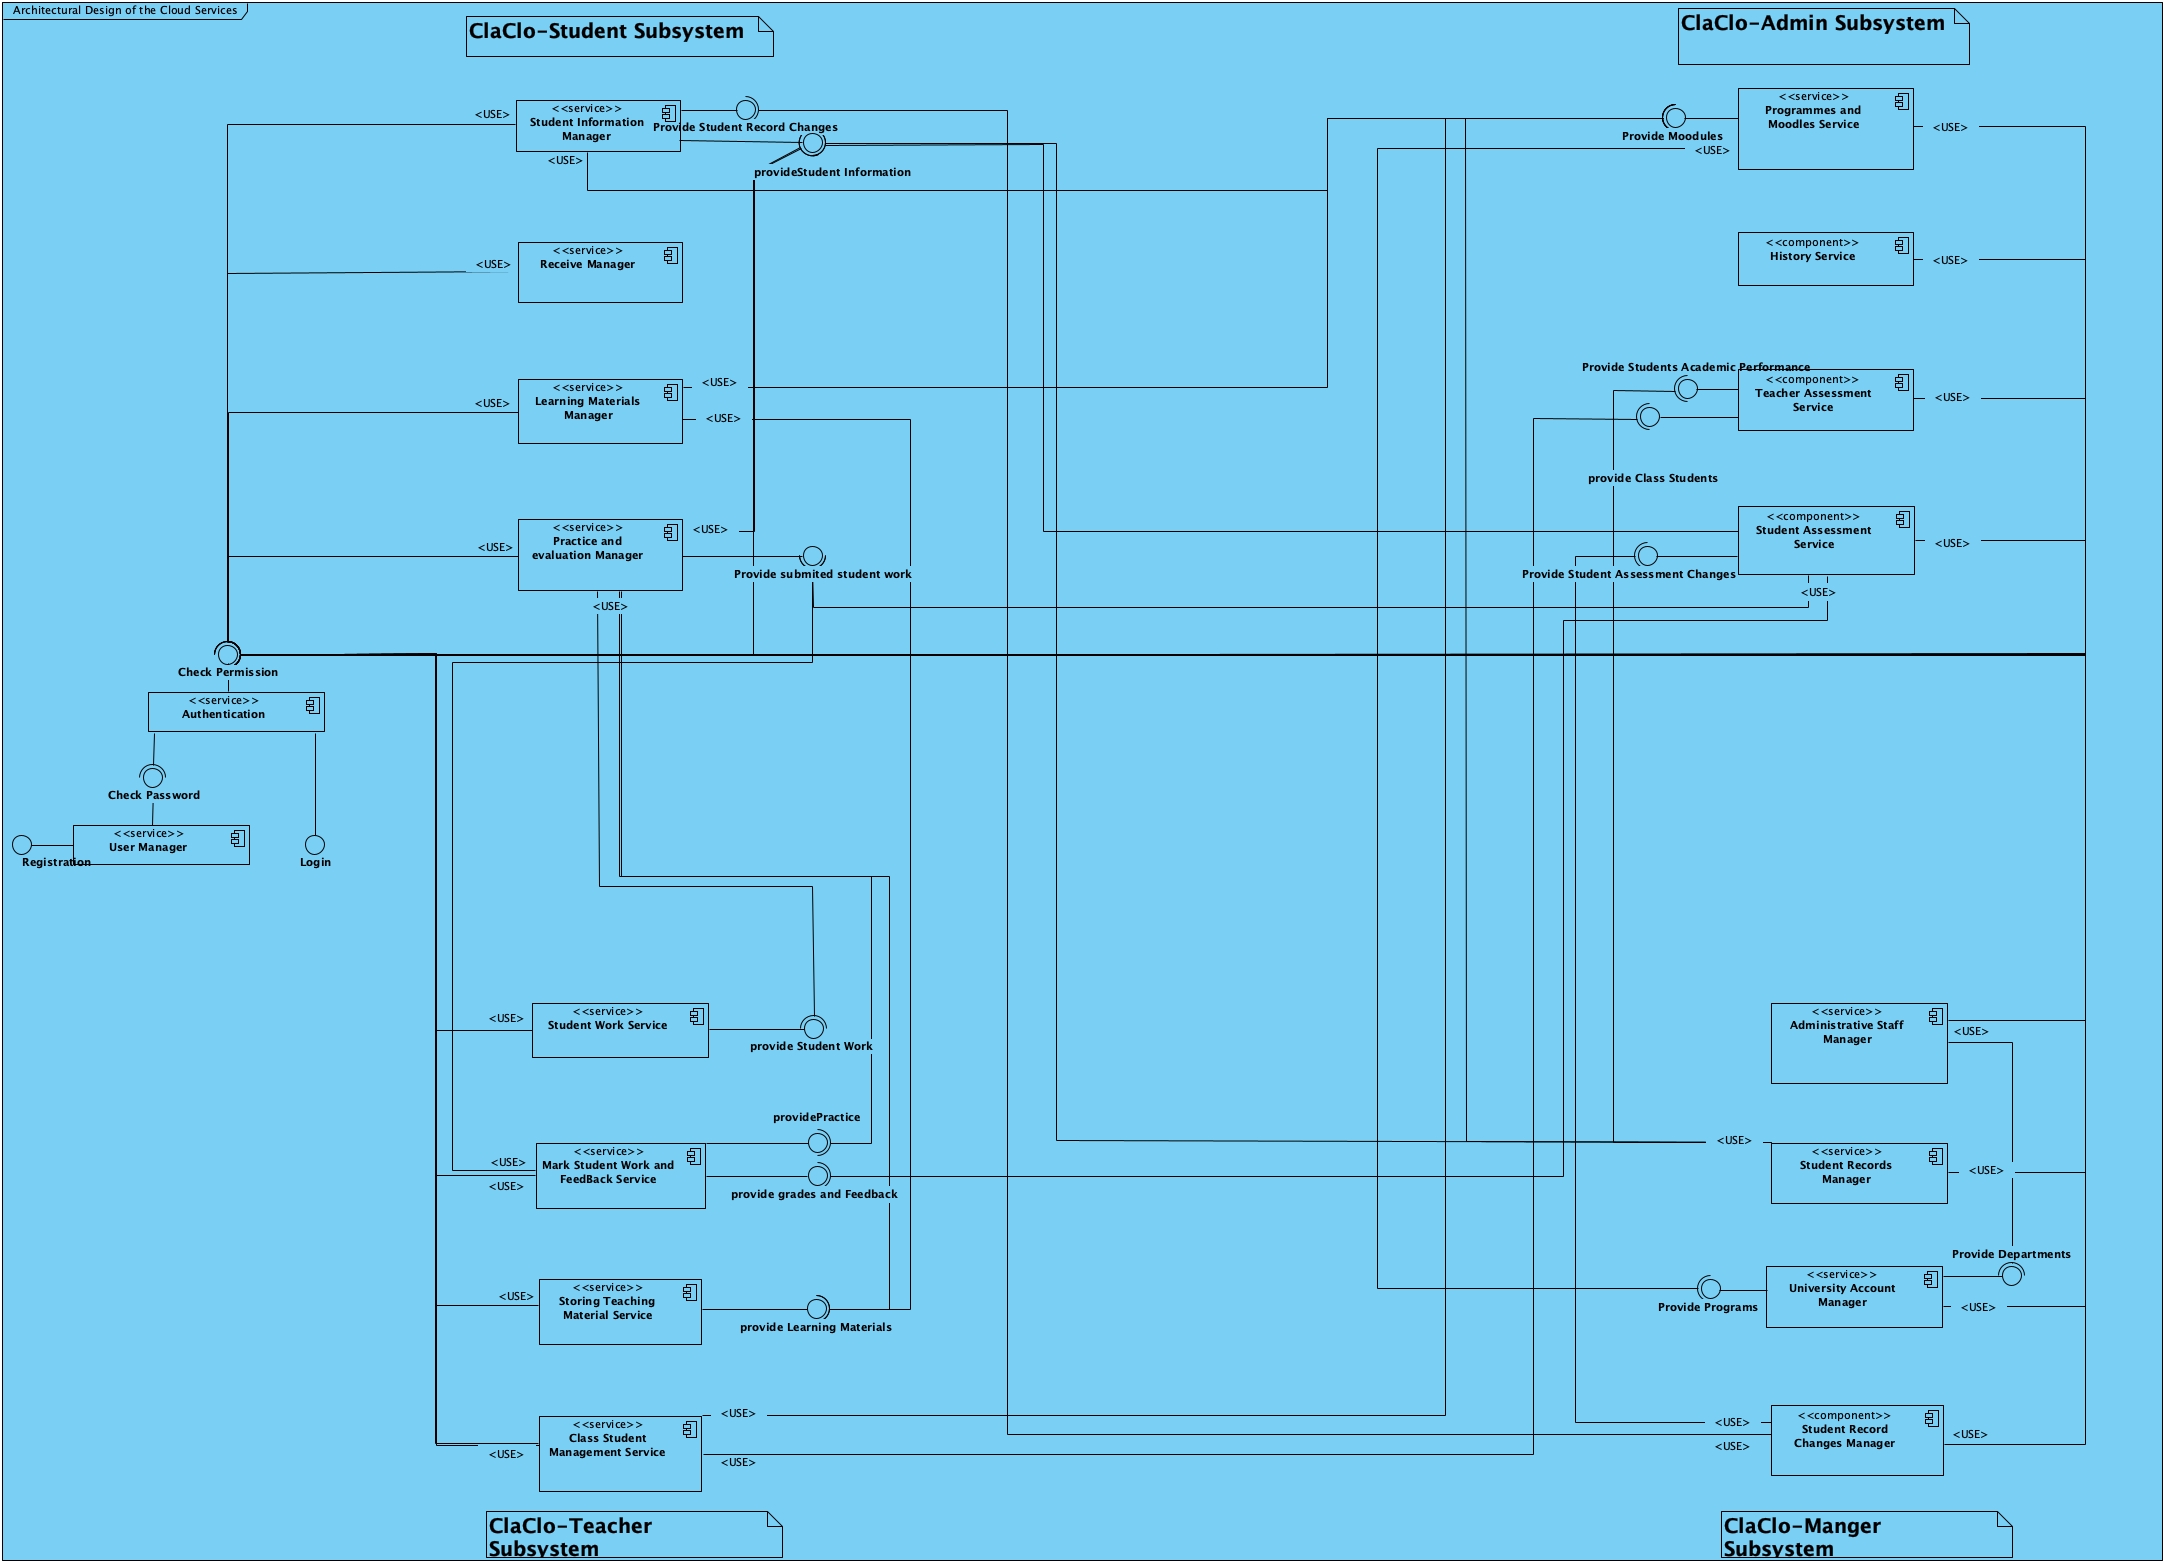 Architectural Design of the Cloud Services
ClaClo-Student Subsystem
ClaClo-Admin Subsystem
<USE>
<<service>>
Student Information
Manager
Provide Student Record Changes
<USE>
provideStudent Information
<<service>>
Programmes and
Moodles Service
<USE>
Provide Moodules
<USE>
<USE>
<<service>>
Receive Manager
<<component>>
History Service
<USE>
<USE>
<<service>>
Learning Materials
Manager
<USE>
<USE>
Provide Students Academic Performance
<<component>>
Teacher Assessment
Service
<USE>
provide Class Students
<USE>
<<service>>
Practice and
evaluation Manager
<USE>
Provide submited student work
<USE>
<<component>>
Student Assessment
Service
<USE>
Provide Student Assessment Changes
<USE>
Check Permission
<<service>>
Authentication
Check Password
<<service>>
User Manager
Registration
Login
<USE>
<<service>>
Student Work Service
provide Student Work
<<service>>
Administrative Staff
Manager
<USE>
providePractice
<USE>
<USE>
<<service>>
Mark Student Work and
FeedBack Service
provide grades and Feedback
<USE>
<<service>>
Student Records
Manager
<USE>
Provide Departments
<USE>
<<service>>
Storing Teaching
Material Service
provide Learning Materials
Provide Programs
<<service>>
University Account
Manager
<USE>
<USE>
<<service>>
Class Student
Management Service
<USE>
<USE>
<USE>
<USE>
<<component>>
Student Record
Changes Manager
<USE>
ClaClo-Teacher
Subsystem
ClaClo-Manger
Subsystem